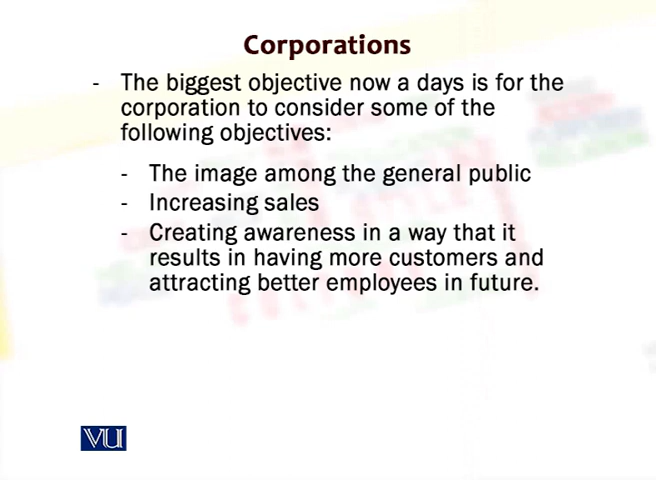 Corporations
- The biggest objective now a days is for the
corporation to consider some of the
following objectives:
- The image among the general public
- Increasing sales
- Creating awareness in a way that it
results in having more customers and
attracting better employees in future.
VU